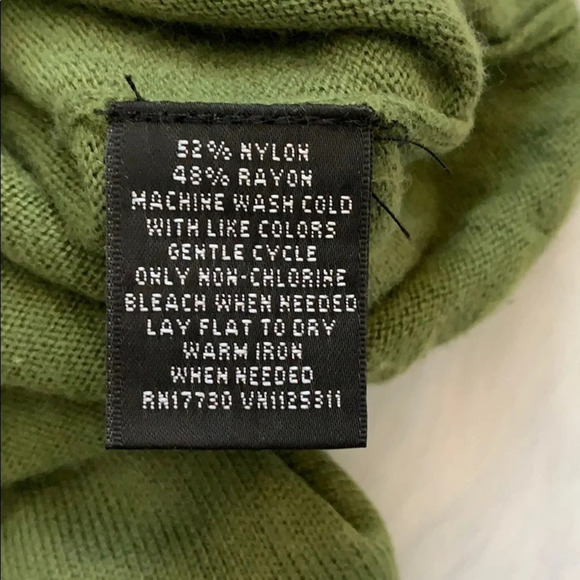 52% NYLON
48% RAYON
MACHINE WASH COLD
WITH LIKE COLORS
GENTLE CYCLE
ONLY NON-CHLORINE
BLEACH WHEN NEEDED
LAY FLAT TO DRY
WARM IRON
WHEN NEEDED
RN17730 VN1125311